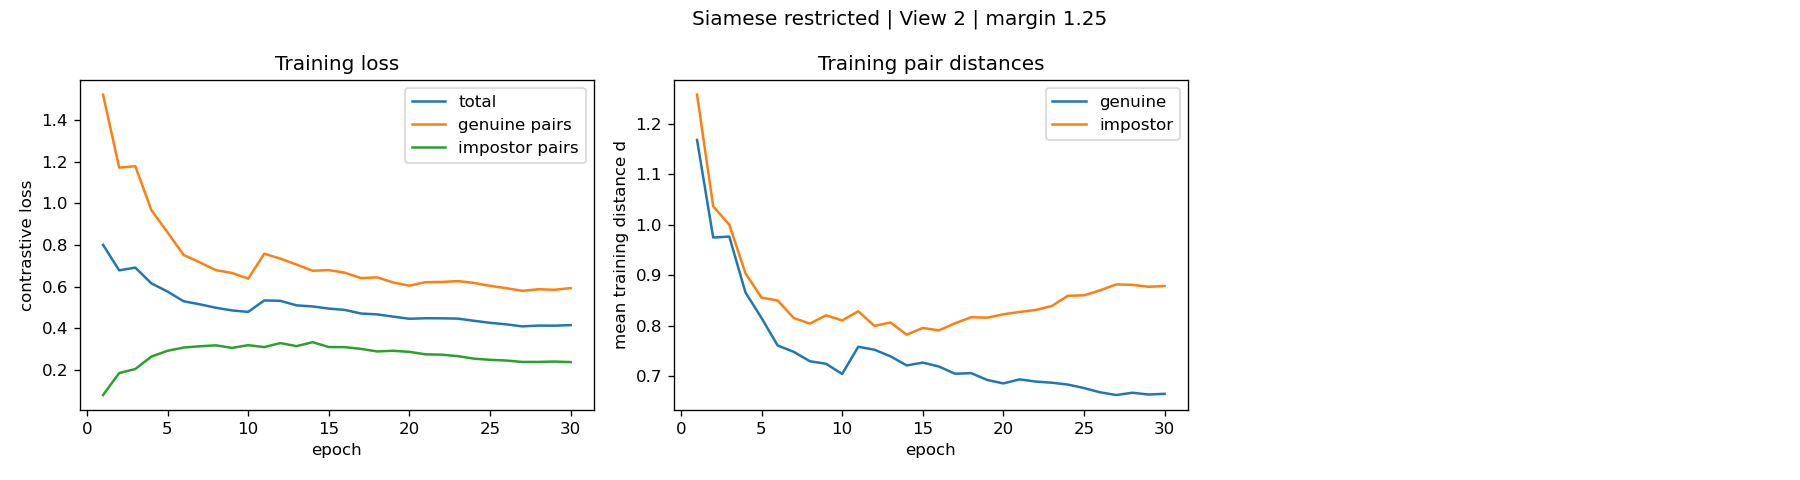 Siamese restricted | View 2 | margin 1.25
Training loss
contrastive loss
1.4
1.2
1.0
0.8
0.6
0.4
0.2
total
genuine pairs
impostor pairs
0 5 10 15 20 25 30
epoch
Training pair distances
mean training distance d
1.2
1.1
1.0
0.9
0.8
0.7
genuine
impostor
0 5 10 15 20 25 30
epoch